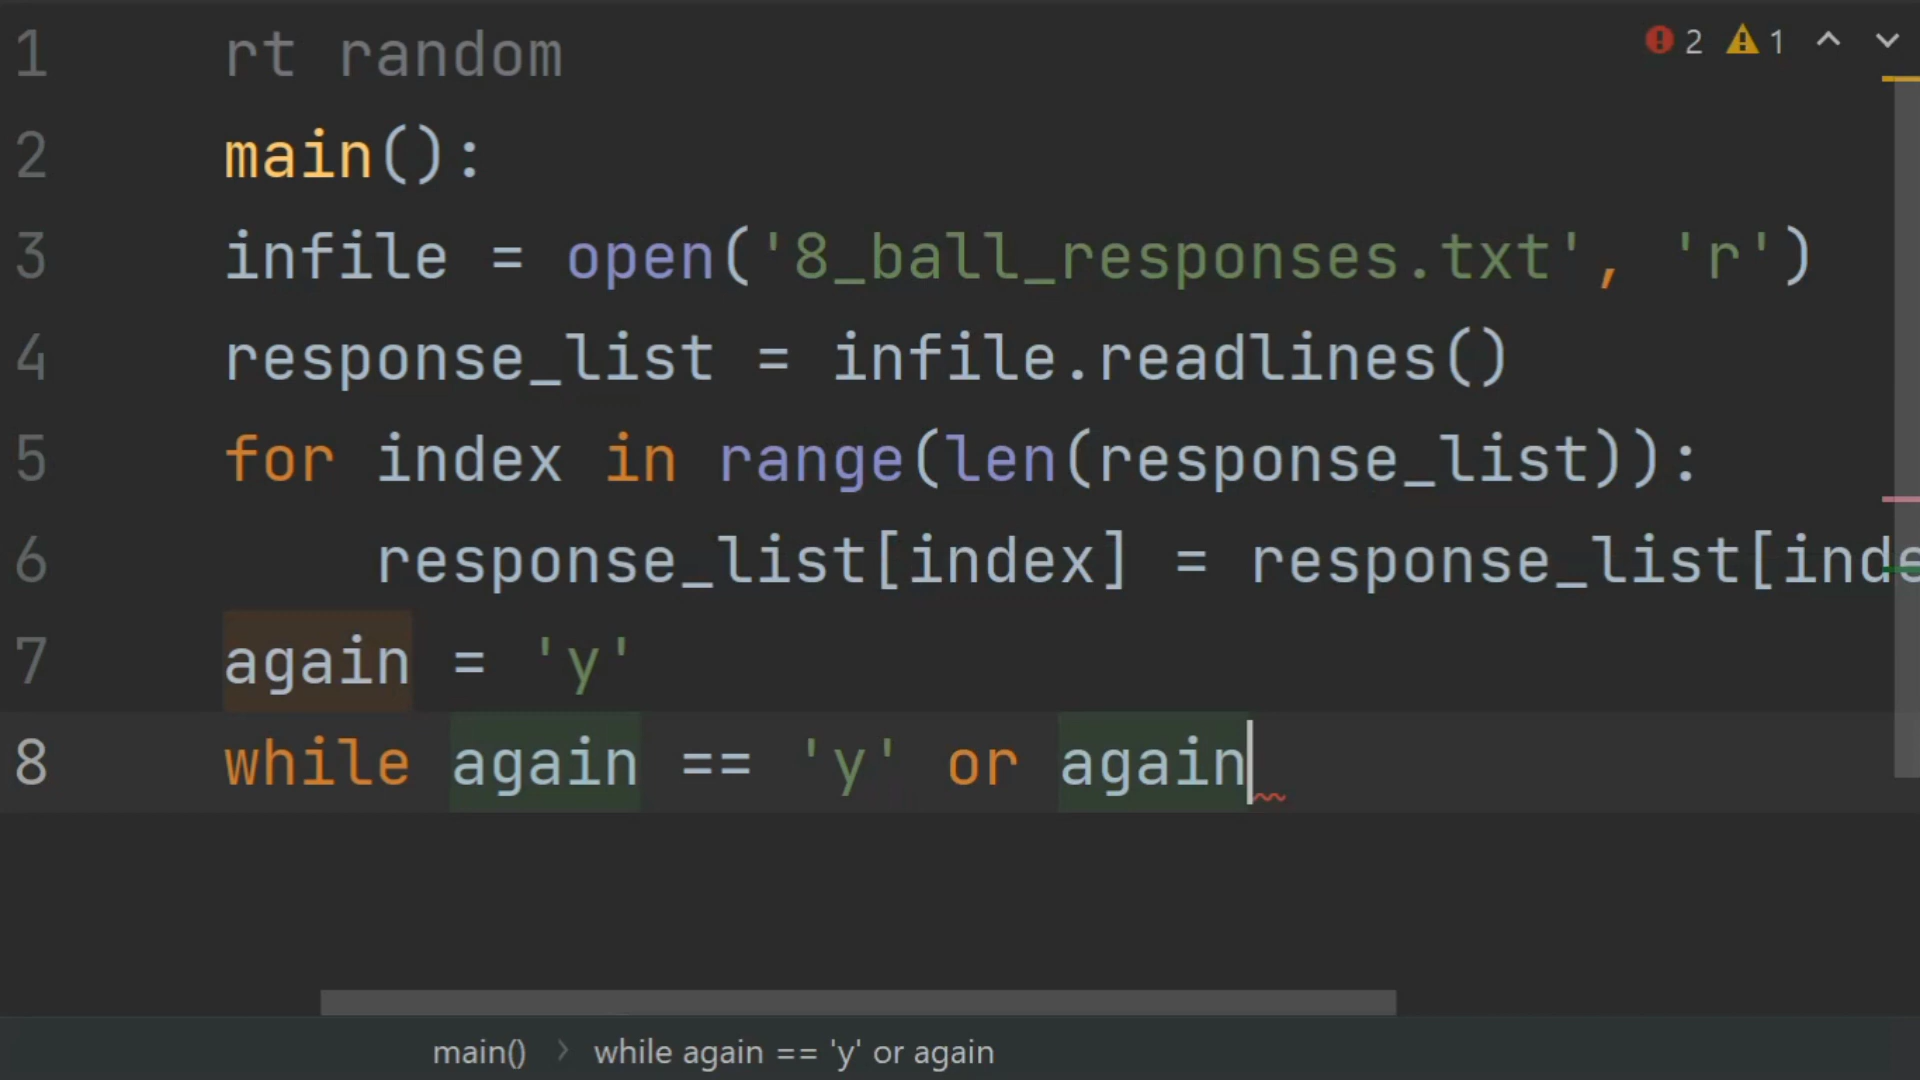 2 1
1 rt random
2 main():
3 infile = open('8_ball_responses.txt', 'r')
4 response_list = infile.readlines()
5 for index in range(len(response_list)):
6 response_list[index] = response_list[inde
7 again = 'y'
8 while again == 'y' or again
main() > while again == 'y' or again